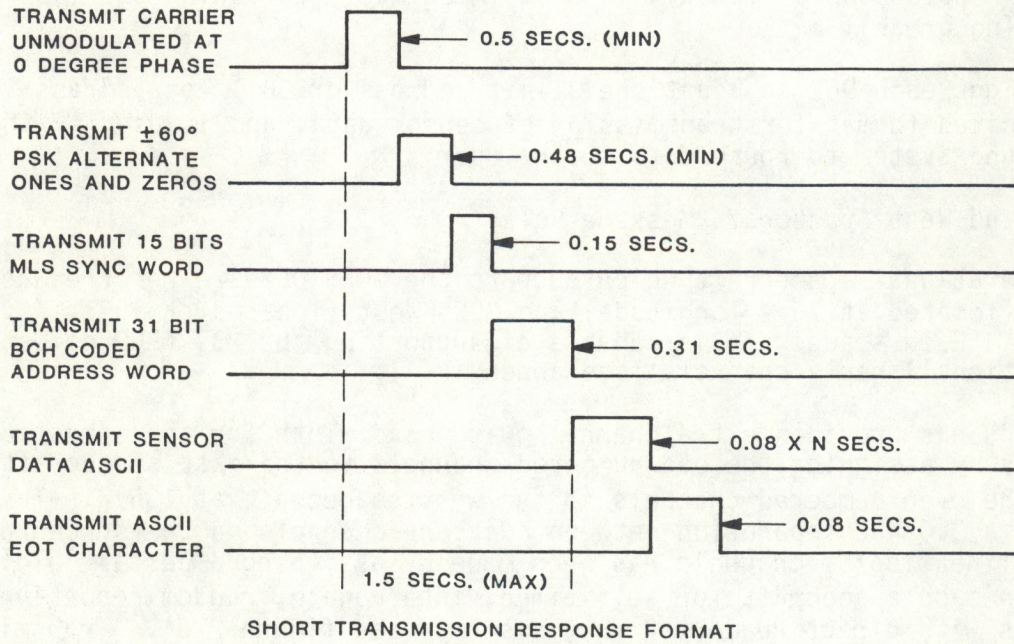 TRANSMIT CARRIER
UNMODULATED AT
0 DEGREE PHASE
0.5 SECS. (MIN)
TRANSMIT ±60°
PSK ALTERNATE
ONES AND ZEROS
0.48 SECS. (MIN)
TRANSMIT 15 BITS
MLS SYNC WORD
0.15 SECS.
TRANSMIT 31 BIT
BCH CODED
ADDRESS WORD
0.31 SECS.
TRANSMIT SENSOR
DATA ASCII
0.08 X N SECS.
TRANSMIT ASCII
EOT CHARACTER
0.08 SECS.
1.5 SECS. (MAX)
SHORT TRANSMISSION RESPONSE FORMAT